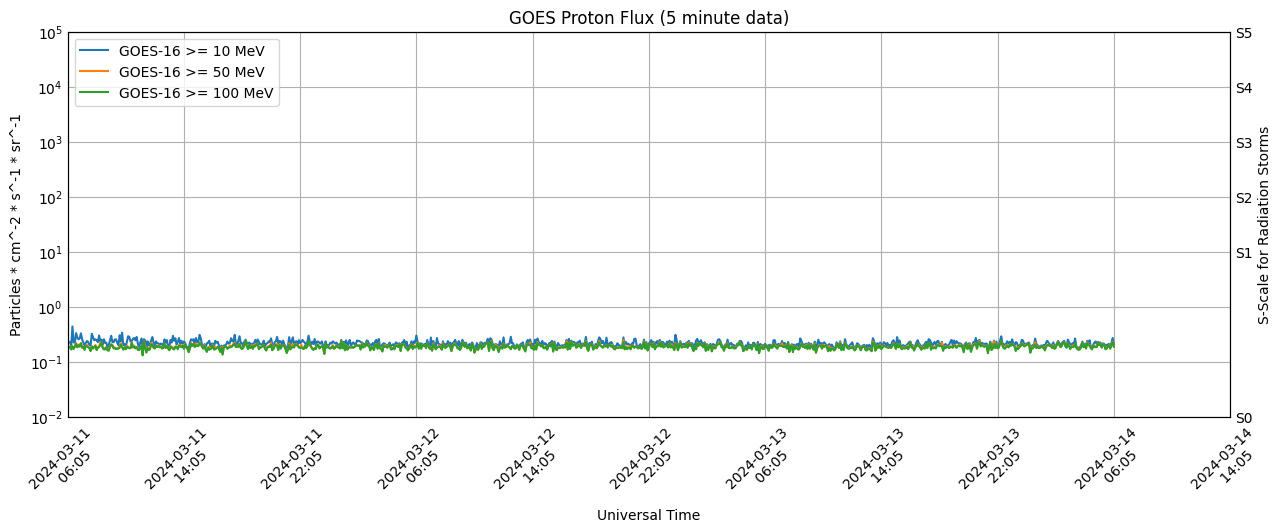 GOES Proton Flux (5 minute data)
GOES-16 >= 10 MeV
GOES-16 >= 50 MeV
GOES-16 >= 100 MeV
Particles * cm^-2 * s^-1 * sr^-1
10^5
10^4
10^3
10^2
10^1
10^0
10^-1
10^-2
S5
S4
S3
S2
S1
S0
S-Scale for Radiation Storms
2024-03-11
06:05
2024-03-11
14:05
2024-03-11
22:05
2024-03-12
06:05
2024-03-12
14:05
2024-03-12
22:05
2024-03-13
06:05
2024-03-13
14:05
2024-03-13
22:05
2024-03-14
06:05
2024-03-14
14:05
Universal Time